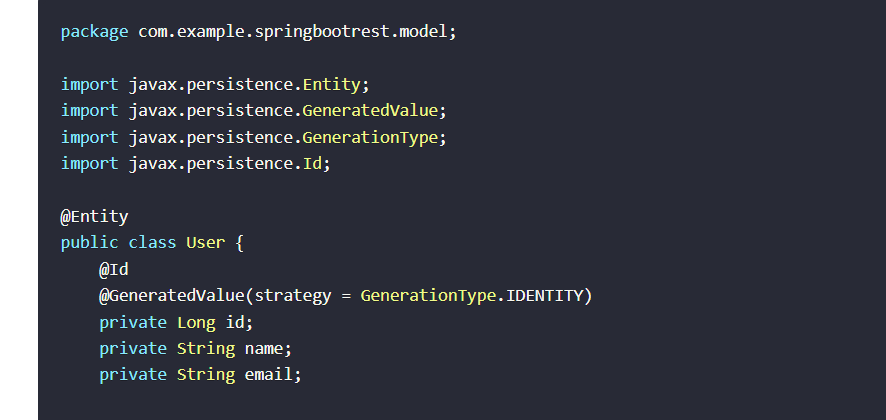 package com.example.springbootrest.model;
import javax.persistence.Entity;
import javax.persistence.GeneratedValue;
import javax.persistence.GenerationType;
import javax.persistence.Id;
@Entity
public class User {
@Id
@GeneratedValue(strategy = GenerationType.IDENTITY)
private Long id;
private String name;
private String email;